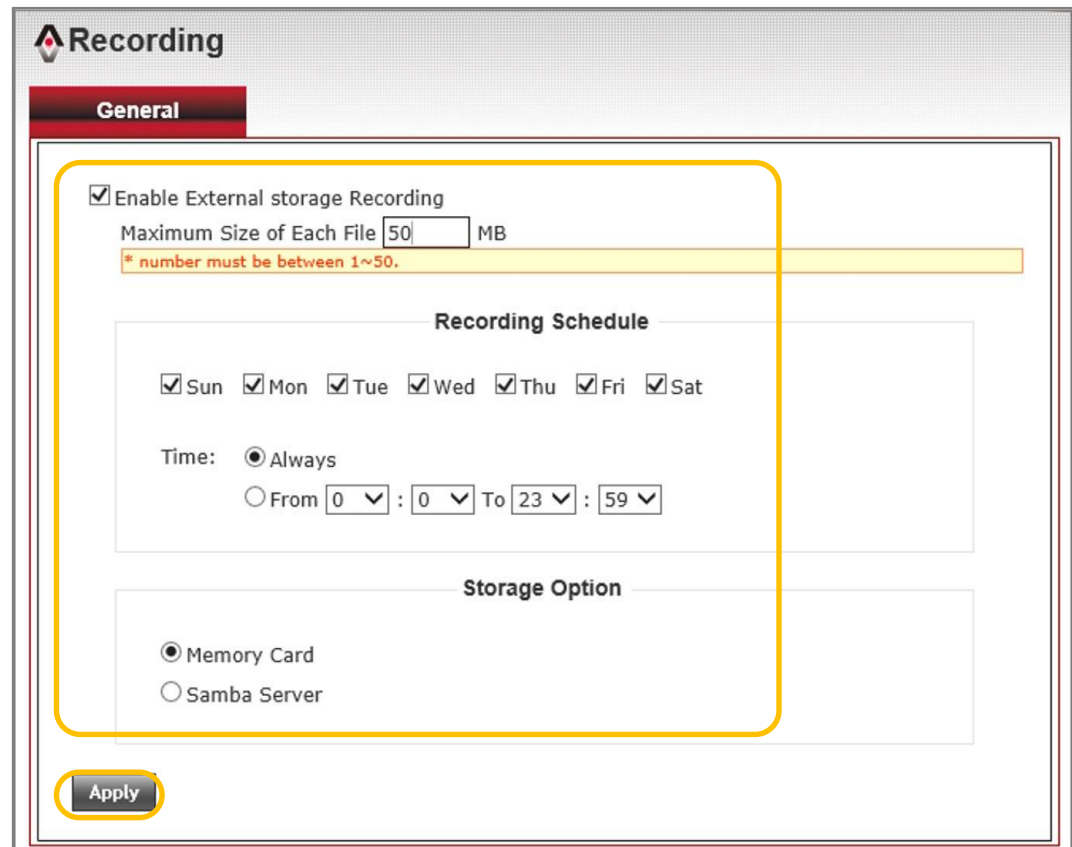 Recording
General
Enable External storage Recording
Maximum Size of Each File 50 MB
* number must be between 1~50.
Recording Schedule
Sun Mon Tue Wed Thu Fri Sat
Time: Always
From 0 : 0 To 23 : 59
Storage Option
Memory Card
Samba Server
Apply